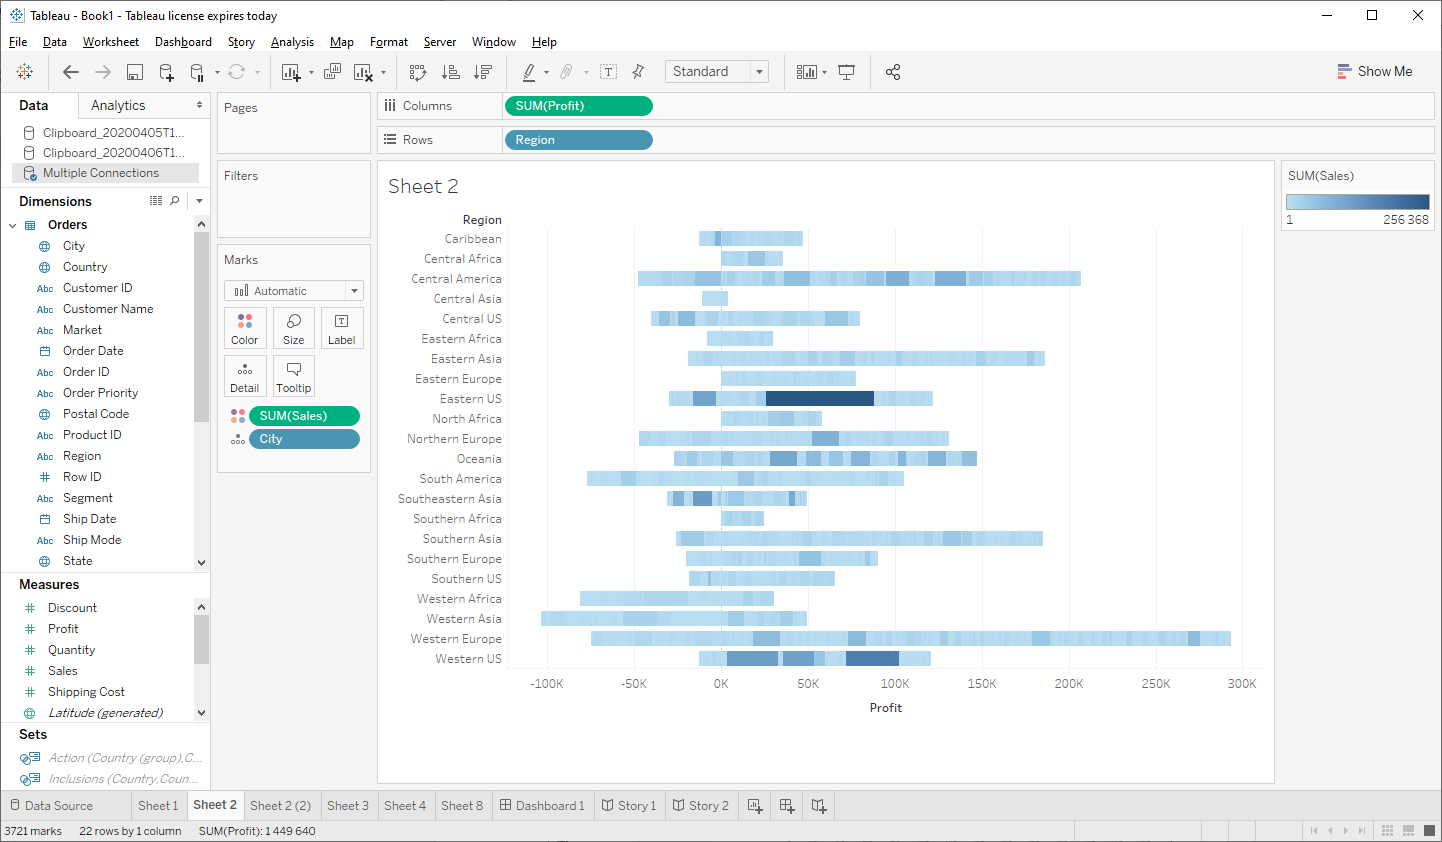 Tableau - Book1 - Tableau license expires today
File Data Worksheet Dashboard Story Analysis Map Format Server Window Help
Standard
Show Me
Data Analytics
Clipboard_20200405T1...
Clipboard_20200406T1...
Multiple Connections
Dimensions
Orders
City
Country
Abc Customer ID
Abc Customer Name
Abc Market
Order Date
Abc Order ID
Abc Order Priority
Postal Code
Abc Product ID
Abc Region
Row ID
Abc Segment
Ship Date
Abc Ship Mode
State
Measures
Discount
Profit
Quantity
Sales
Shipping Cost
Latitude (generated)
Sets
Action (Country (group),C...
Inclusions (Country,Coun...
Pages
Filters
Marks
Automatic
Color Size Label
Detail Tooltip
SUM(Sales)
City
Columns SUM(Profit)
Rows Region
Sheet 2
Region
Caribbean
Central Africa
Central America
Central Asia
Central US
Eastern Africa
Eastern Asia
Eastern Europe
Eastern US
North Africa
Northern Europe
Oceania
South America
Southeastern Asia
Southern Africa
Southern Asia
Southern Europe
Southern US
Western Africa
Western Asia
Western Europe
Western US
-100K -50K 0K 50K 100K 150K 200K 250K 300K
Profit
SUM(Sales)
1 256 368
Data Source Sheet 1 Sheet 2 Sheet 2 (2) Sheet 3 Sheet 4 Sheet 8 Dashboard 1 Story 1 Story 2
3721 marks 22 rows by 1 column SUM(Profit): 1 449 640